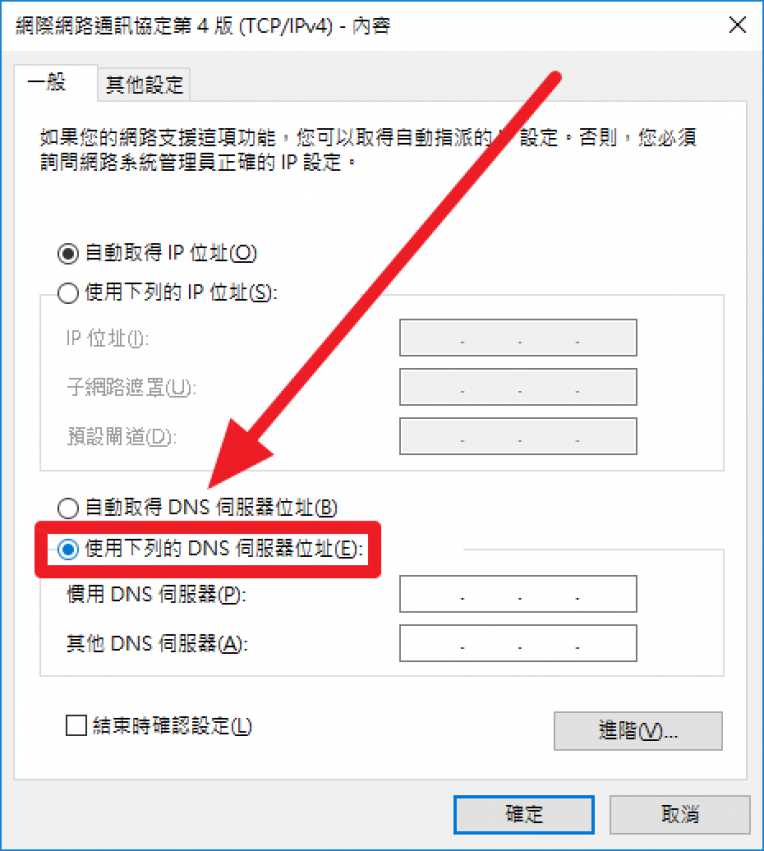 網際網路通訊協定第 4 版 (TCP/IPv4) - 內容
一般
其他設定
如果您的網路支援這項功能，您可以取得自動指派的 設定。否則，您必須
詢問網路系統管理員正確的 IP 設定。
自動取得 IP 位址(O)
使用下列的 IP 位址(S):
IP 位址(I):
子網路遮罩(U):
預設閘道(D):
自動取得 DNS 伺服器位址(B)
使用下列的 DNS 伺服器位址(E):
慣用 DNS 伺服器(P):
其他 DNS 伺服器(A):
結束時確認設定(L)
進階(V)...
確定
取消